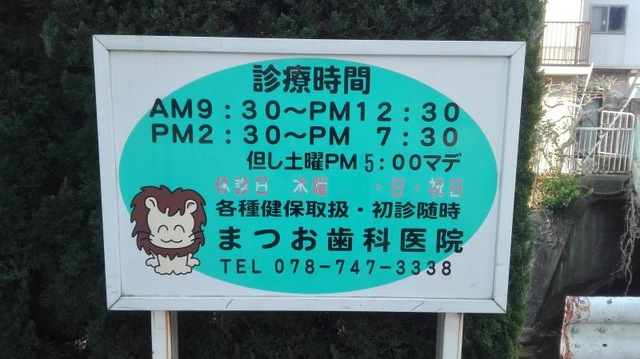 診療時間
AM9:30〜PM12:30
PM2:30〜PM 7:30
但し土曜PM 5:00マデ
休診日 木曜 ・日・祝日
各種健保取扱・初診随時
まつお歯科医院
TEL 078-747-3338